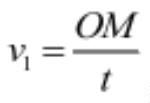 v₁ = OM / t